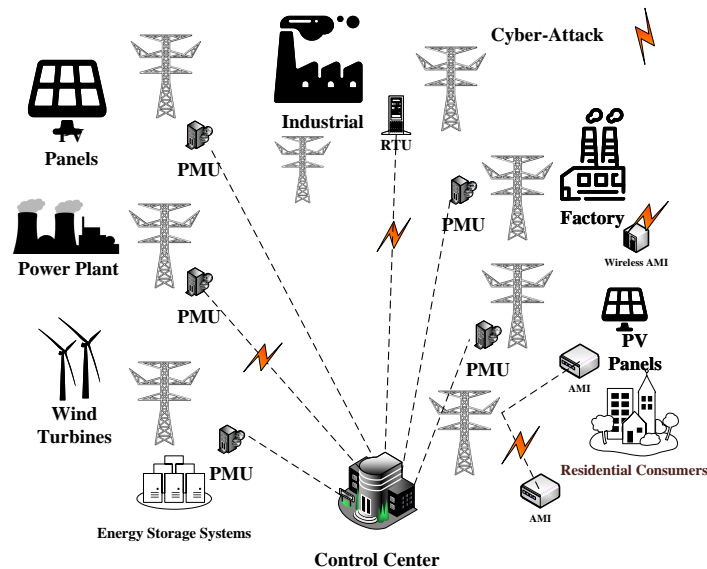 Cyber-Attack
Industrial
RTU
PV
Panels
PMU
PMU
Factory
Wireless AMI
Power Plant
PMU
PMU
PV
Panels
AMI
Wind
Turbines
PMU
Residential Consumers
AMI
Energy Storage Systems
Control Center